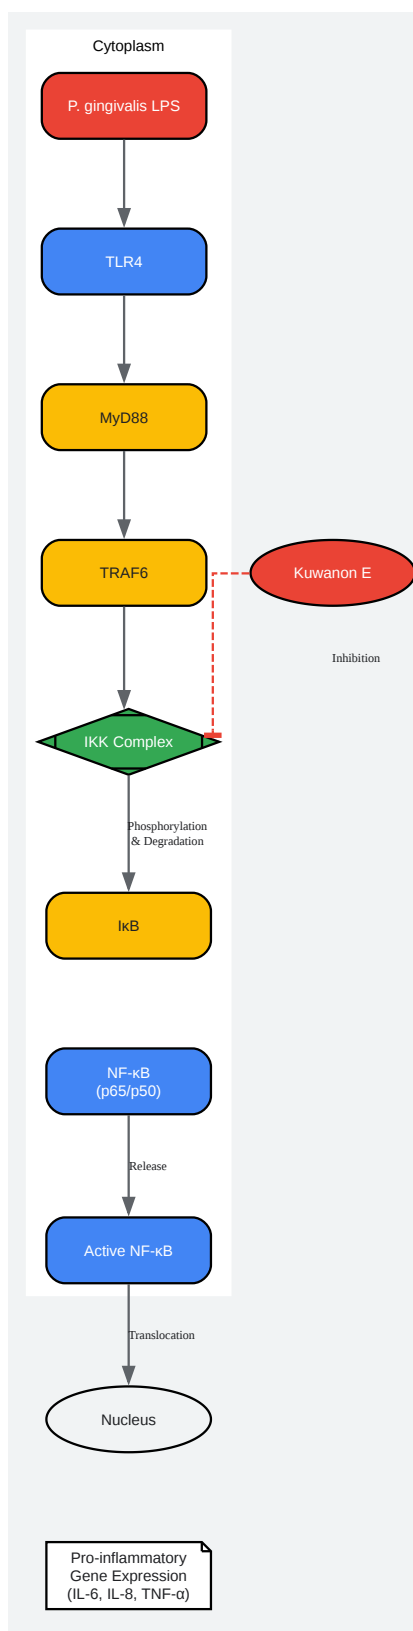 Cytoplasm
P. gingivalis LPS
TLR4
MyD88
TRAF6
Kuwanon E
Inhibition
IKK Complex
Phosphorylation
& Degradation
IκB
NF-κB
(p65/p50)
Release
Active NF-κB
Translocation
Nucleus
Pro-inflammatory
Gene Expression
(IL-6, IL-8, TNF-α)